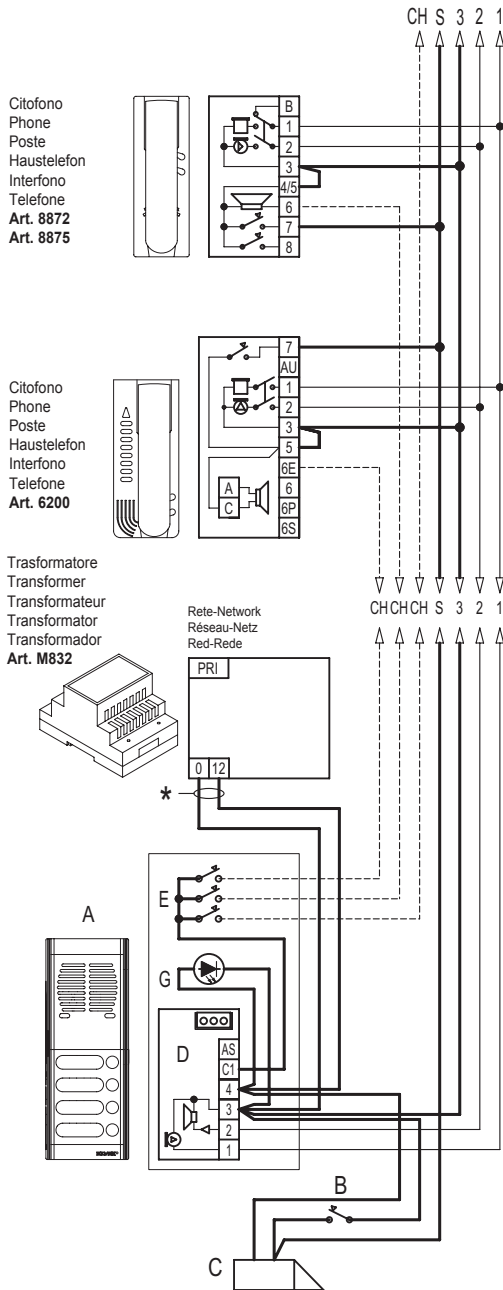 CH S 3 2 1
Citofono
Phone
Poste
Haustelefon
Interfono
Telefone
Art. 8872
Art. 8875
B
1
2
3
4/5
6
7
8
Citofono
Phone
Poste
Haustelefon
Interfono
Telefone
Art. 6200
7
AU
1
2
3
5
6E
6
6P
6S
A
C
Trasformatore
Transformer
Transformateur
Transformator
Transformador
Art. M832
Rete-Network
Réseau-Netz
Red-Rede
PRI
0 12
*
CH CH CH S 3 2 1
A
E
G
D
AS
C1
4
3
2
1
B
C